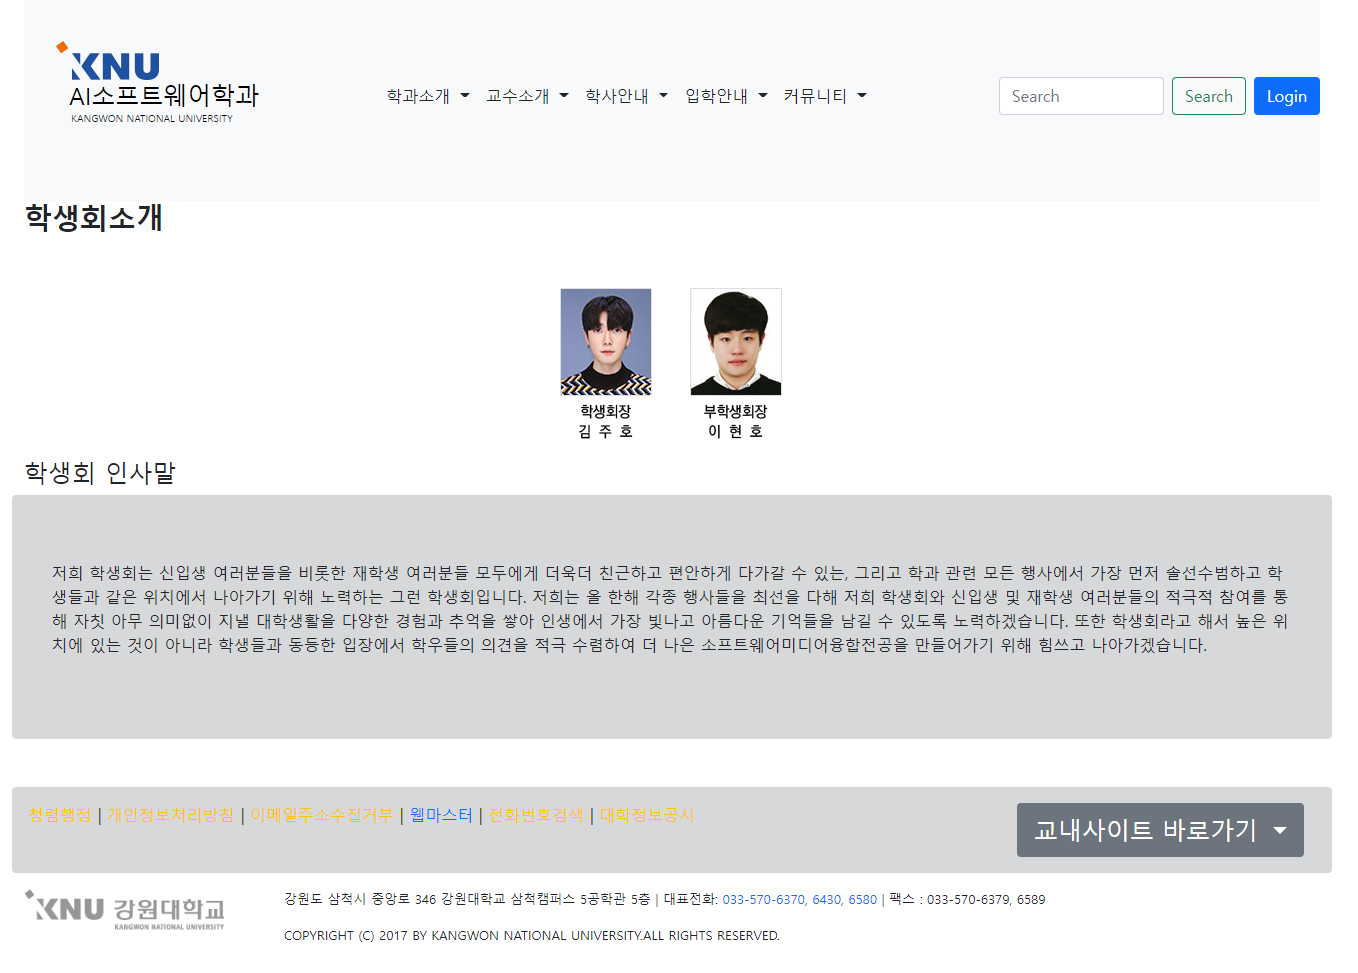 KNU
AI소프트웨어학과
KANGWON NATIONAL UNIVERSITY
학과소개 교수소개 학사안내 입학안내 커뮤니티
Search Search Login
학생회소개
학생회장 부학생회장
김 주 호 이 현 호
학생회 인사말
저희 학생회는 신입생 여러분들을 비롯한 재학생 여러분들 모두에게 더욱더 친근하고 편안하게 다가갈 수 있는, 그리고 학과 관련 모든 행사에서 가장 먼저 솔선수범하고 학
생들과 같은 위치에서 나아가기 위해 노력하는 그런 학생회입니다. 저희는 올 한해 각종 행사들을 최선을 다해 저희 학생회와 신입생 및 재학생 여러분들의 적극적 참여를 통
해 자칫 아무 의미없이 지낼 대학생활을 다양한 경험과 추억을 쌓아 인생에서 가장 빛나고 아름다운 기억들을 남길 수 있도록 노력하겠습니다. 또한 학생회라고 해서 높은 위
치에 있는 것이 아니라 학생들과 동등한 입장에서 학우들의 의견을 적극 수렴하여 더 나은 소프트웨어미디어융합전공을 만들어가기 위해 힘쓰고 나아가겠습니다.
청렴행정 | 개인정보처리방침 | 이메일주소수집거부 | 웹마스터 | 전화번호검색 | 대학정보공시
교내사이트 바로가기
KNU 강원대학교
KANGWON NATIONAL UNIVERSITY
강원도 삼척시 중앙로 346 강원대학교 삼척캠퍼스 5공학관 5층 | 대표전화: 033-570-6370, 6430, 6580 | 팩스 : 033-570-6379, 6589
COPYRIGHT (C) 2017 BY KANGWON NATIONAL UNIVERSITY.ALL RIGHTS RESERVED.